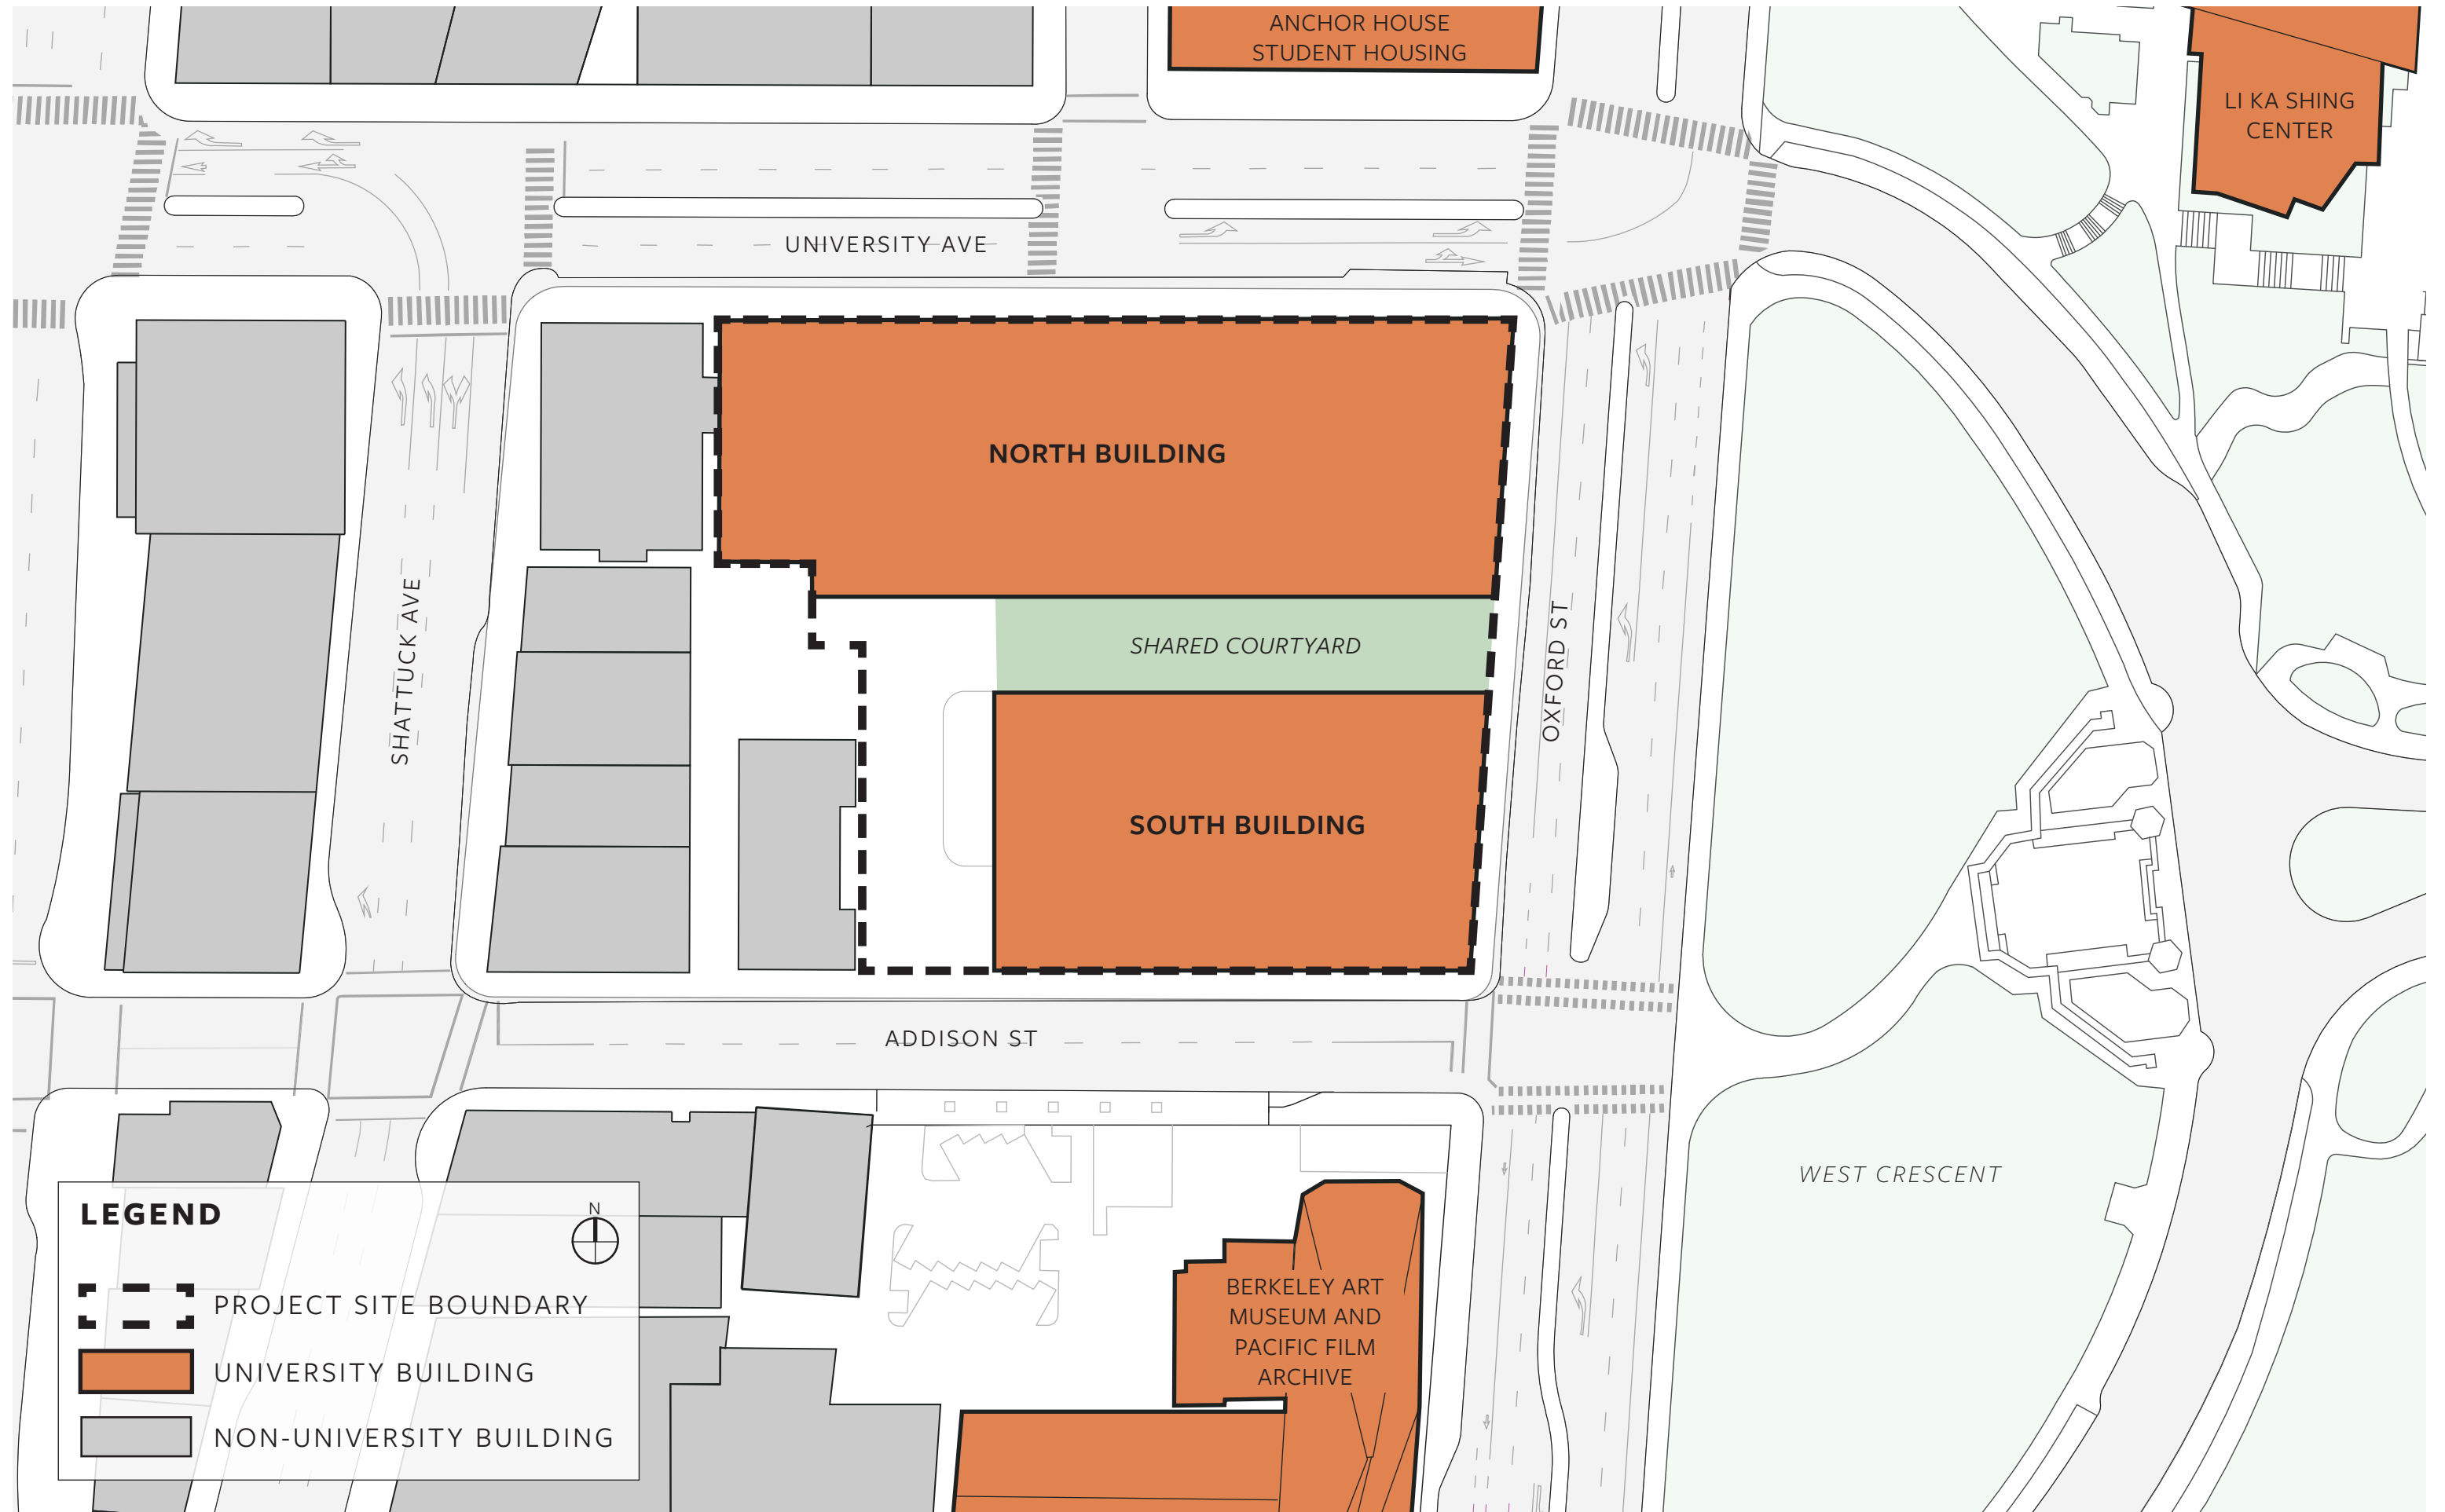 ANCHOR HOUSE
STUDENT HOUSING
LI KA SHING
CENTER
UNIVERSITY AVE
NORTH BUILDING
SHATTUCK AVE
SHARED COURTYARD
OXFORD ST
SOUTH BUILDING
ADDISON ST
WEST CRESCENT
BERKELEY ART
MUSEUM AND
PACIFIC FILM
ARCHIVE
LEGEND
N
PROJECT SITE BOUNDARY
UNIVERSITY BUILDING
NON-UNIVERSITY BUILDING